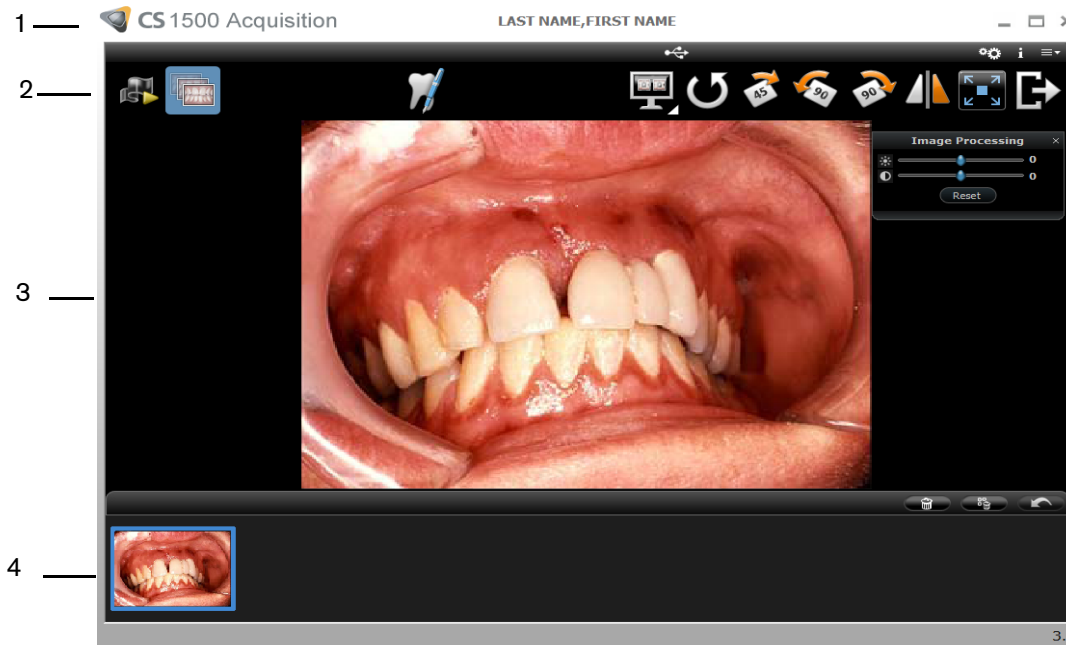 1
CS 1500 Acquisition
LAST NAME,FIRST NAME
2
45
90
90
Image Processing
0
0
Reset
3
4
3.